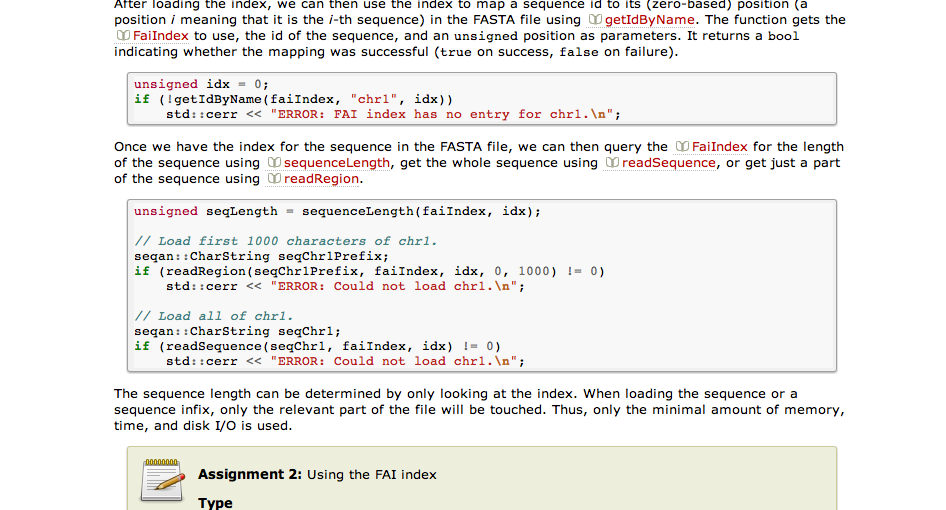 After loading the index, we can then use the index to map a sequence id to its (zero-based) position (a
position i meaning that it is the i-th sequence) in the FASTA file using getIdByName. The function gets the
FaiIndex to use, the id of the sequence, and an unsigned position as parameters. It returns a bool
indicating whether the mapping was successful (true on success, false on failure).
unsigned idx = 0;
if (!getIdByName(faiIndex, "chr1", idx))
    std::cerr << "ERROR: FAI index has no entry for chr1.\n";
Once we have the index for the sequence in the FASTA file, we can then query the FaiIndex for the length
of the sequence using sequenceLength, get the whole sequence using readSequence, or get just a part
of the sequence using readRegion.
unsigned seqLength = sequenceLength(faiIndex, idx);
// Load first 1000 characters of chr1.
seqan::CharString seqChr1Prefix;
if (readRegion(seqChr1Prefix, faiIndex, idx, 0, 1000) != 0)
    std::cerr << "ERROR: Could not load chr1.\n";
// Load all of chr1.
seqan::CharString seqChr1;
if (readSequence(seqChr1, faiIndex, idx) != 0)
    std::cerr << "ERROR: Could not load chr1.\n";
The sequence length can be determined by only looking at the index. When loading the sequence or a
sequence infix, only the relevant part of the file will be touched. Thus, only the minimal amount of memory,
time, and disk I/O is used.
Assignment 2: Using the FAI index
Type